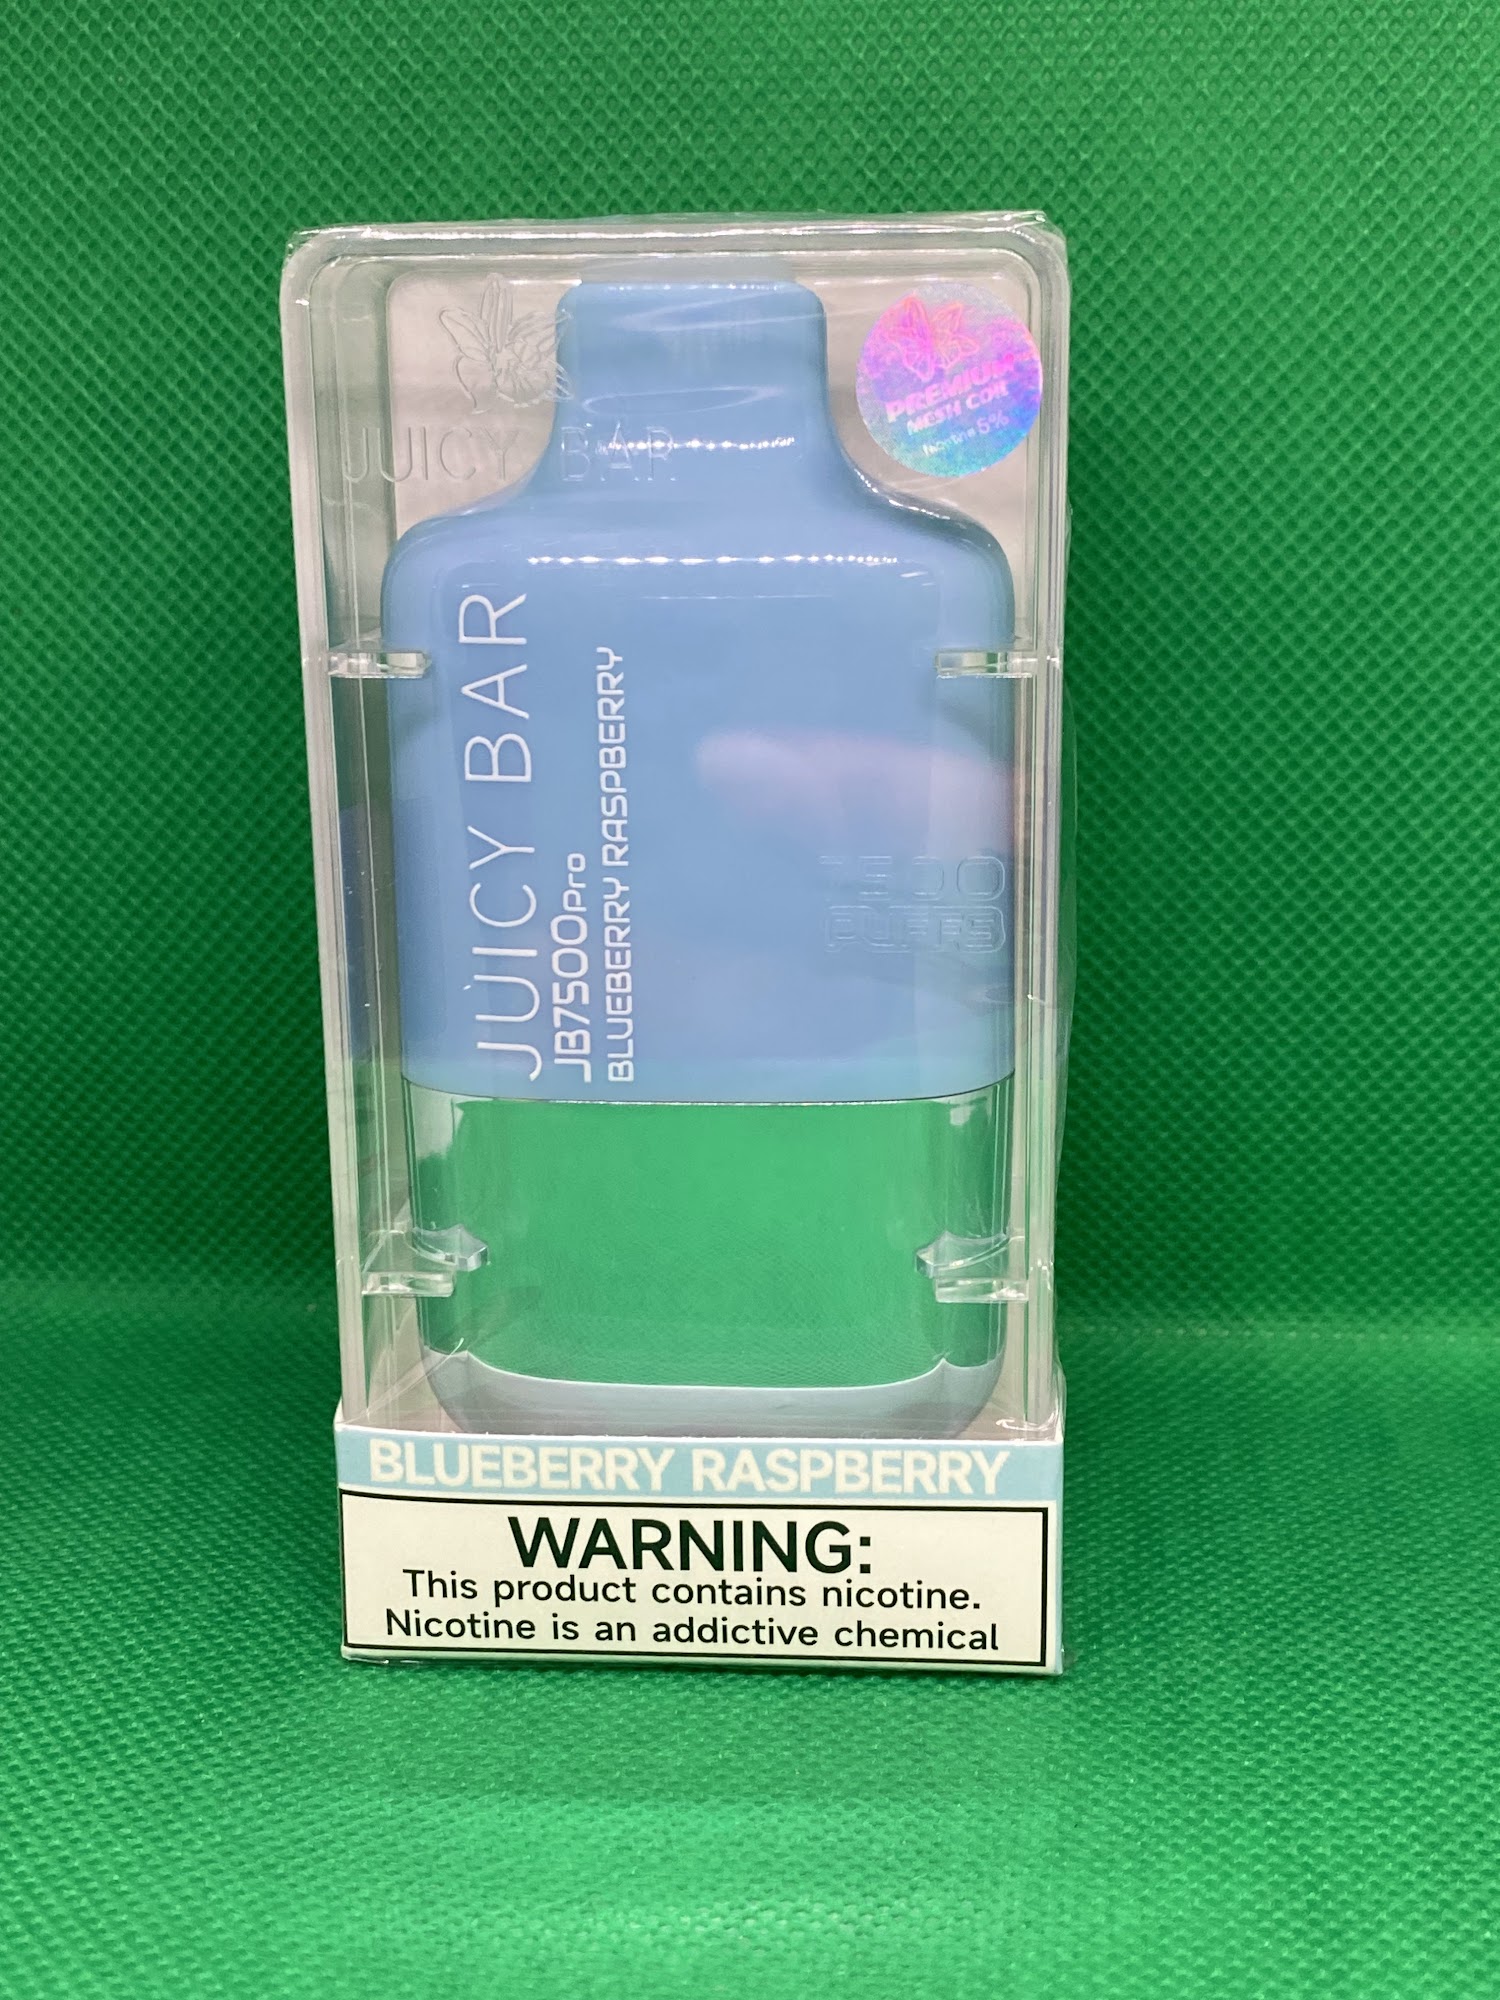 JUICY BAR
PREMIUM
MESH COIL
Nicotine 5%
JUICY BAR
JB7500Pro
BLUEBERRY RASPBERRY
7500
PUFFS
BLUEBERRY RASPBERRY
WARNING:
This product contains nicotine.
Nicotine is an addictive chemical